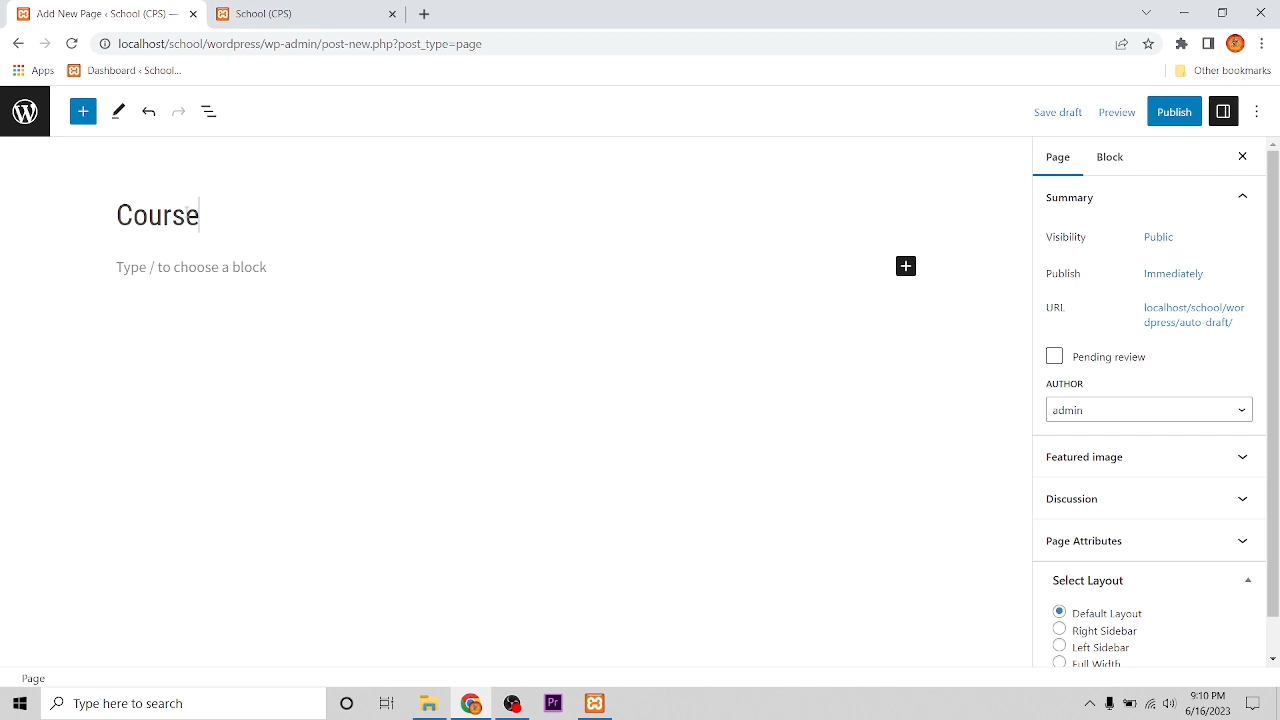 Add New Page ‹ School (CPS) —
School (CPS)
localhost/school/wordpress/wp-admin/post-new.php?post_type=page
Apps
Dashboard ‹ School...
Other bookmarks
Save draft
Preview
Publish
Page
Block
Course
Type / to choose a block
Summary
Visibility
Public
Publish
Immediately
URL
localhost/school/wor
dpress/auto-draft/
Pending review
AUTHOR
admin
Featured image
Discussion
Page Attributes
Select Layout
Default Layout
Right Sidebar
Left Sidebar
Full Width
Page
Type here to search
Pr
9:10 PM
6/16/2023